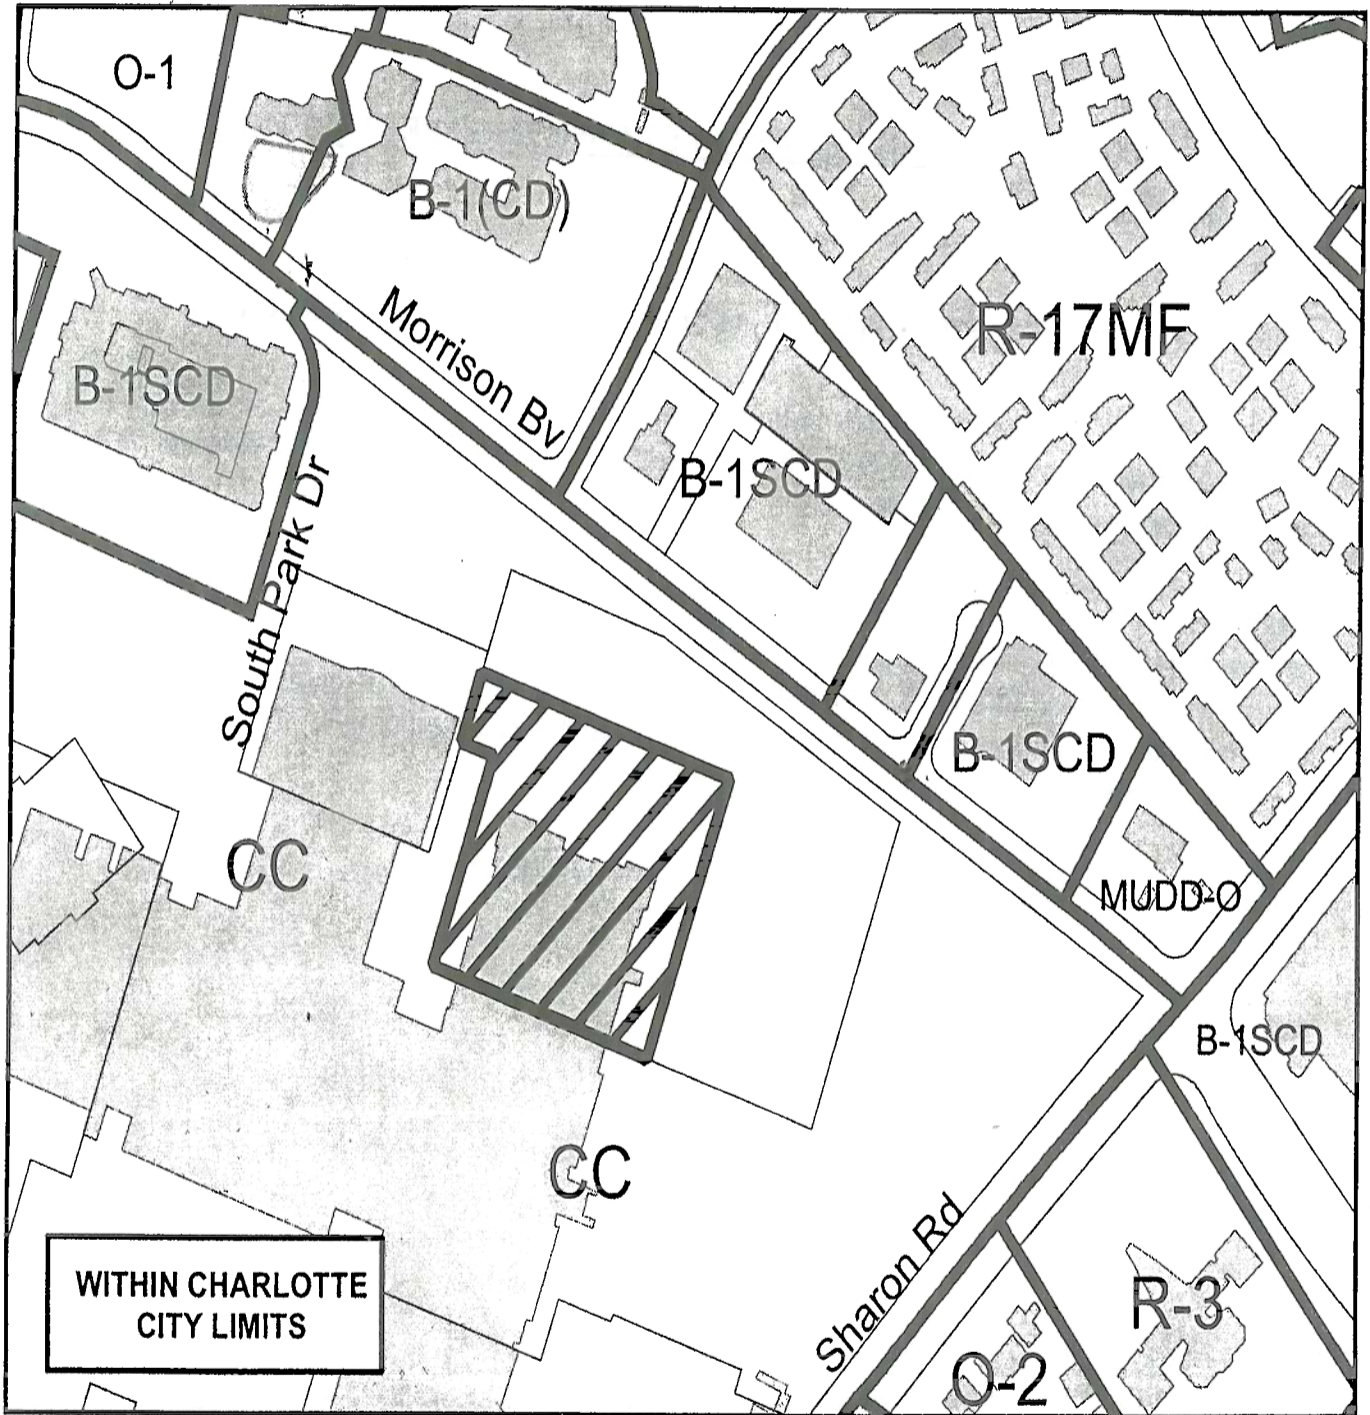 O-1
B-1(CD)
R-17MF
Morrison Bv
B-1SCD
B-1SCD
South Park Dr
B-1SCD
CC
MUDD-O
B-1SCD
CC
Sharon Rd
WITHIN CHARLOTTE
CITY LIMITS
R-3
O-2